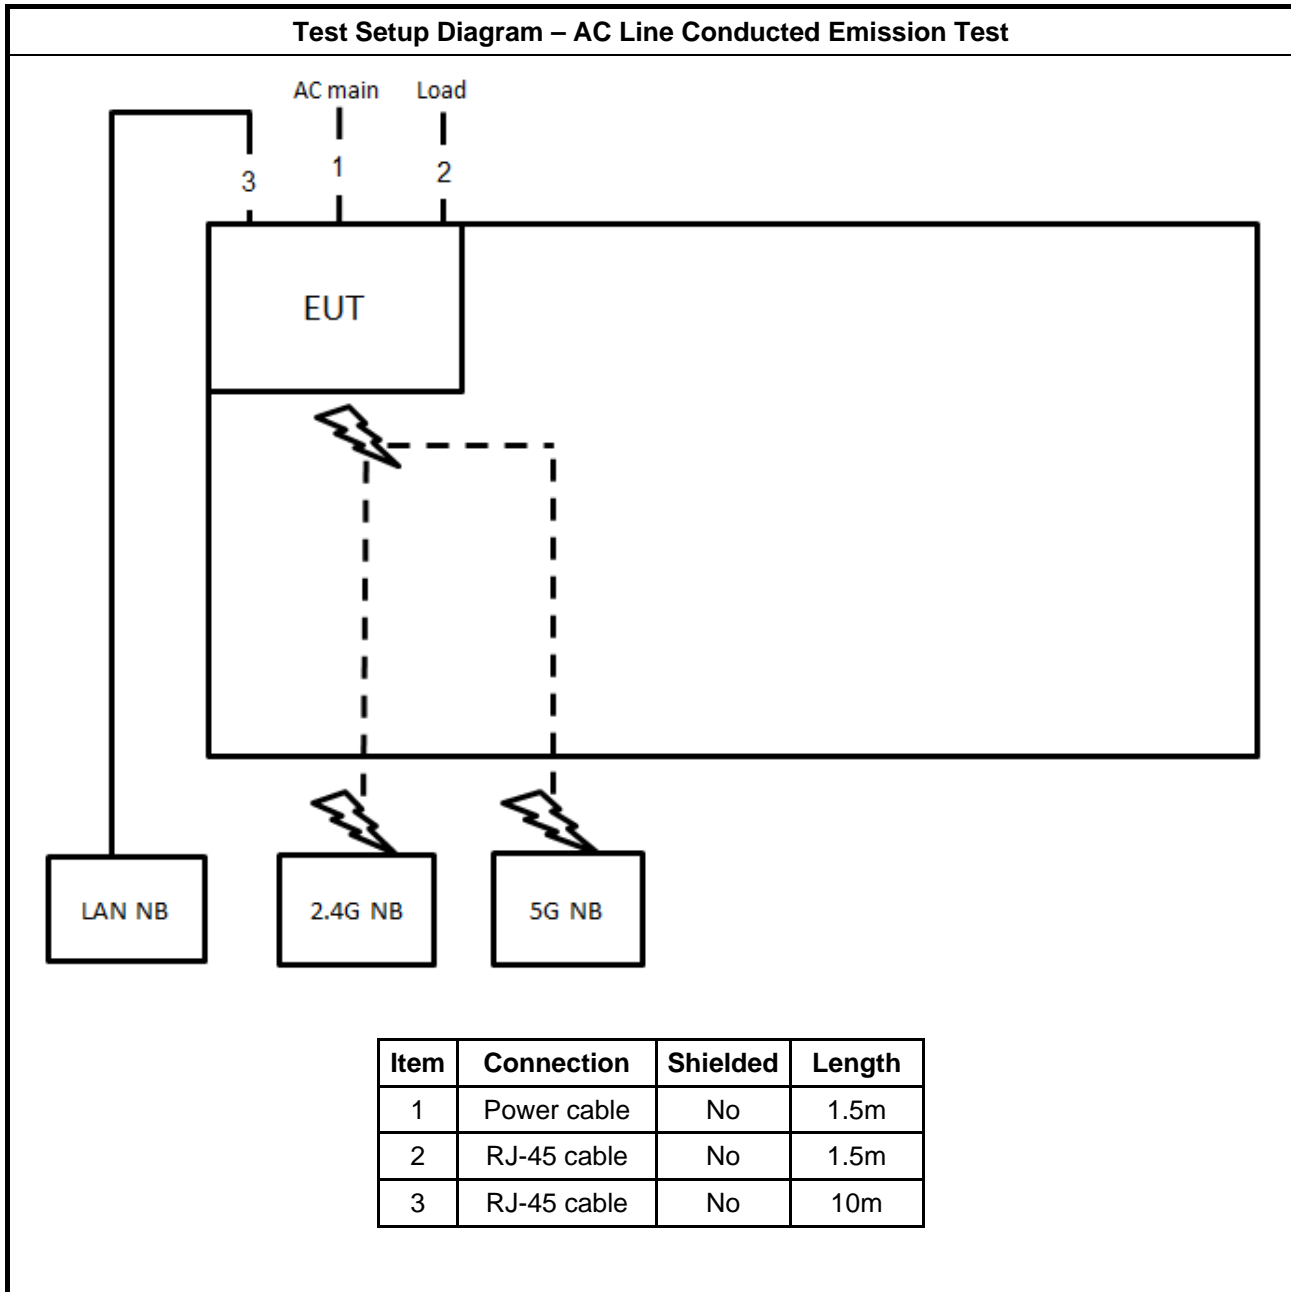 Test Setup Diagram – AC Line Conducted Emission Test
AC main Load
3 1 2
EUT
LAN NB 2.4G NB 5G NB
Item Connection Shielded Length
1 Power cable No 1.5m
2 RJ-45 cable No 1.5m
3 RJ-45 cable No 10m